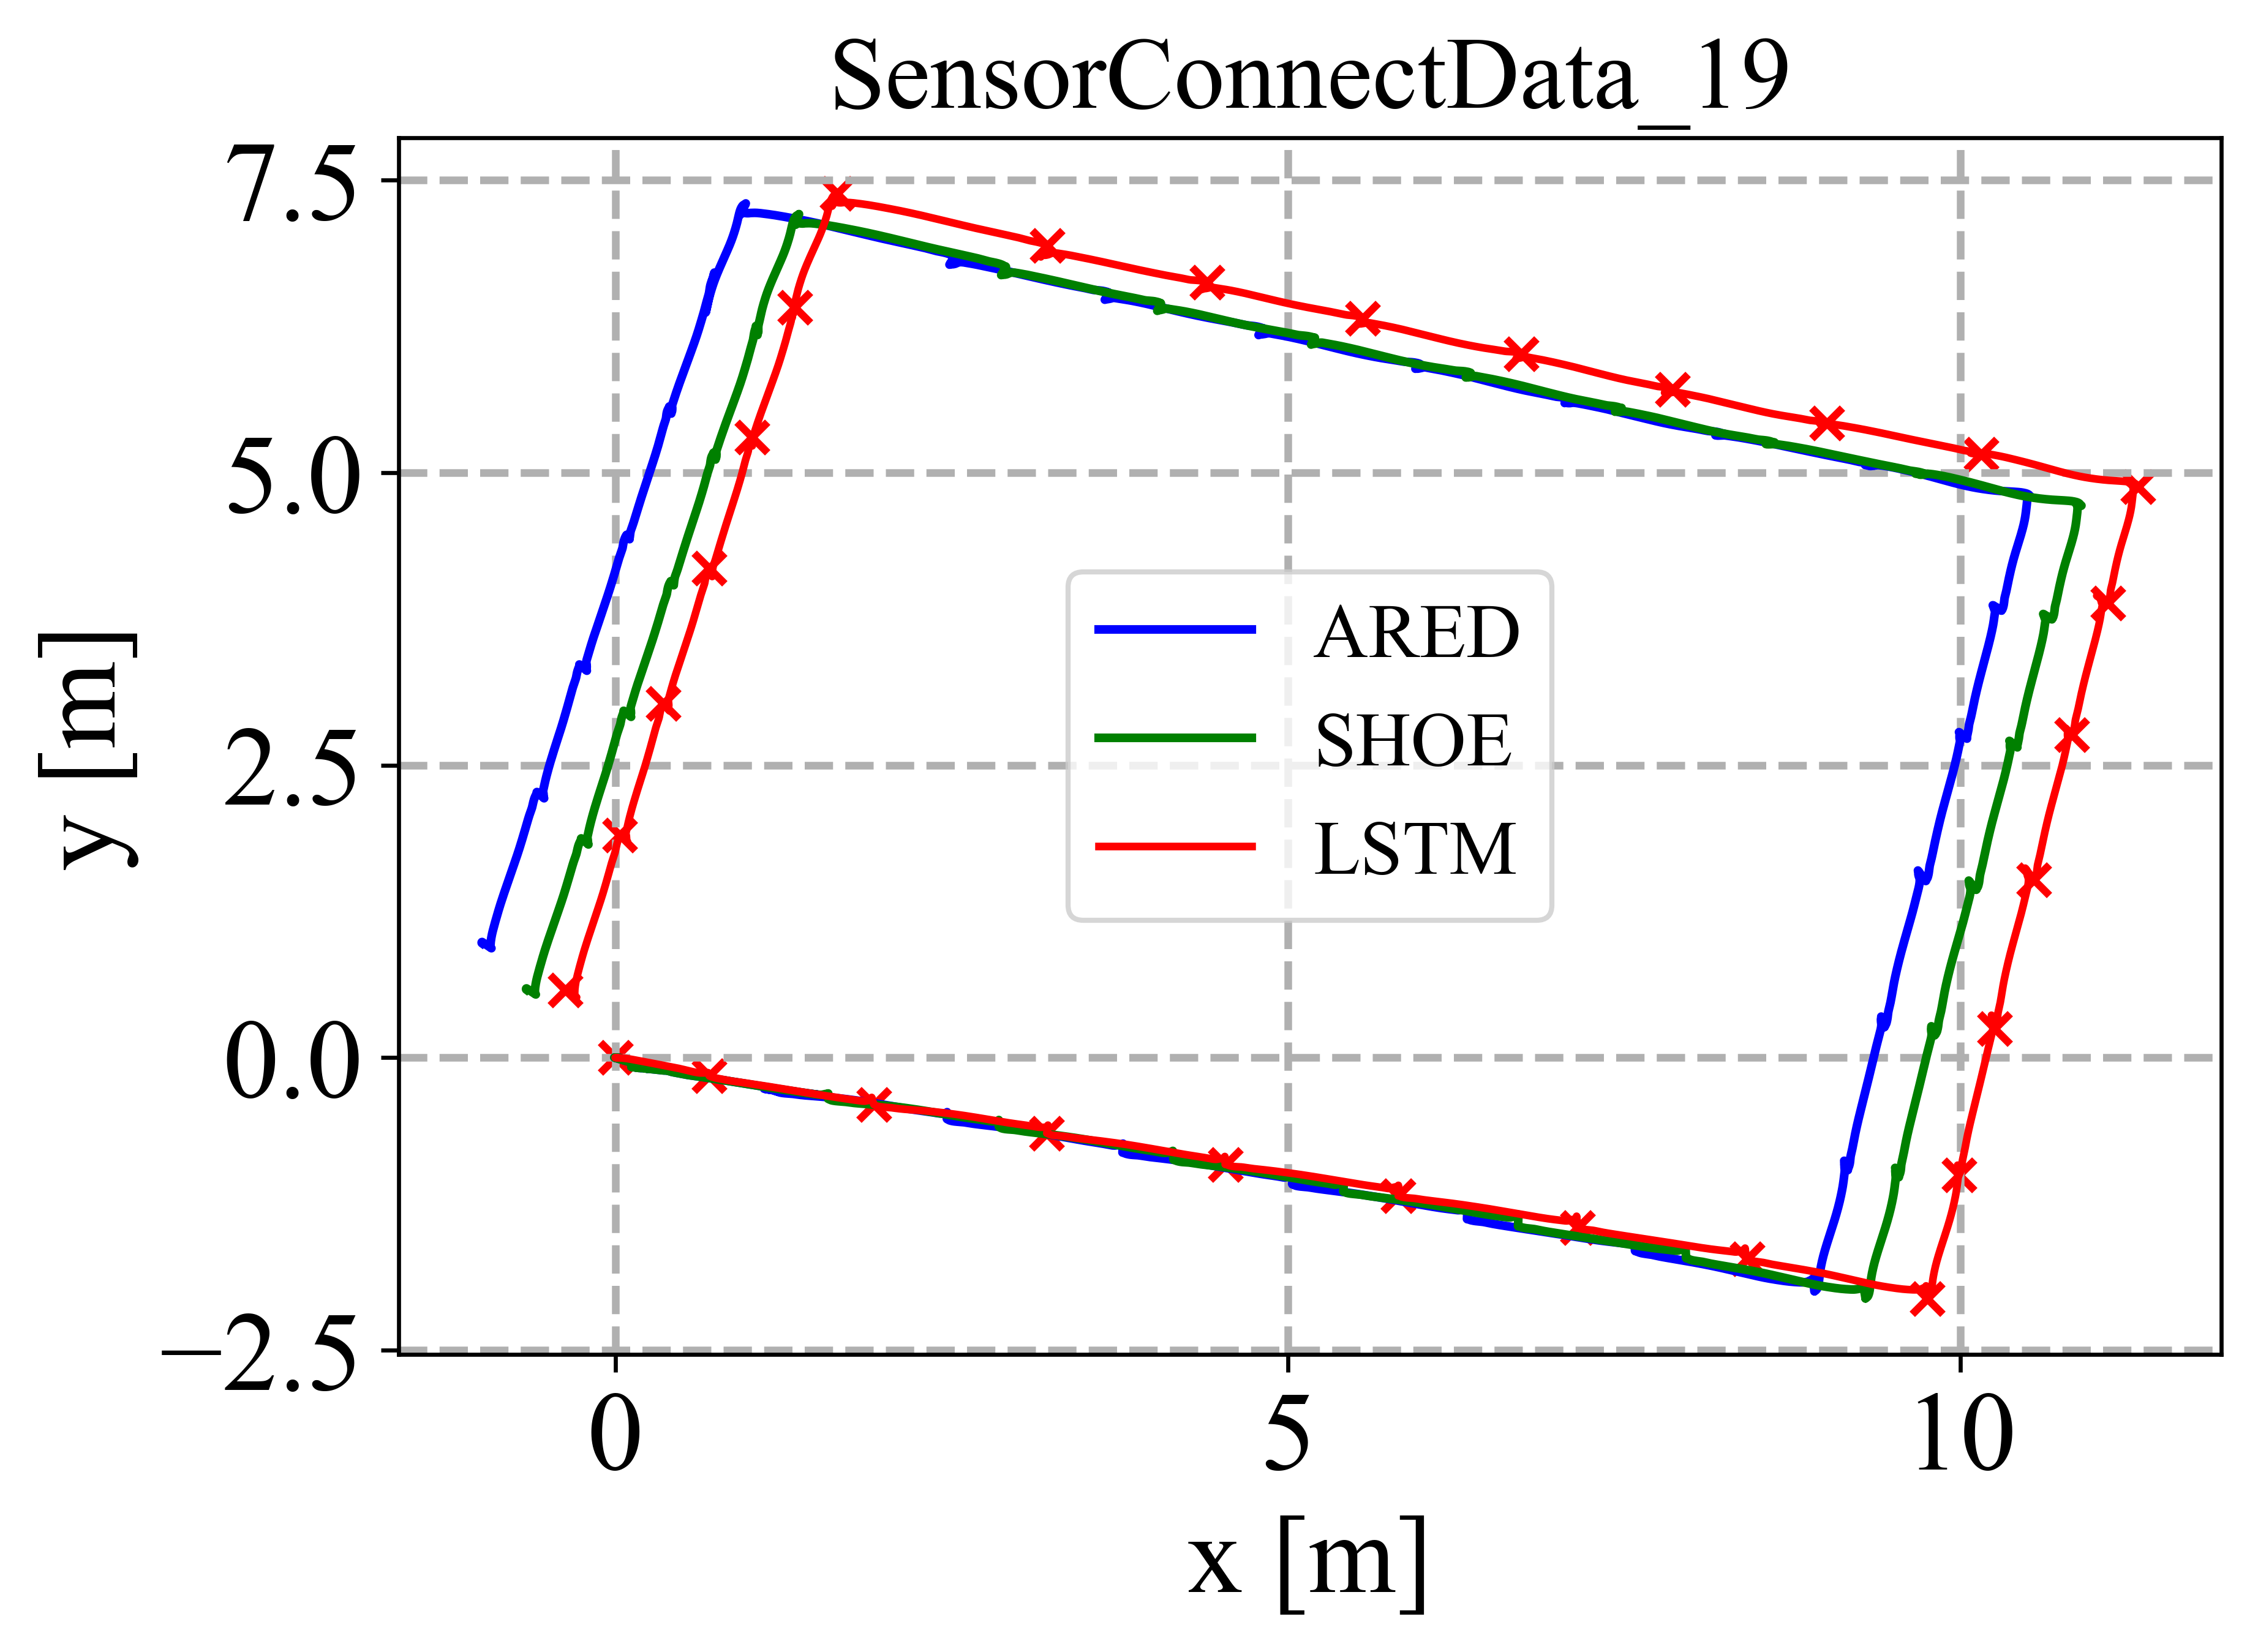 SensorConnectData_19
7.5
5.0
2.5
0.0
−2.5
y [m]
ARED
SHOE
LSTM
0 5 10
x [m]